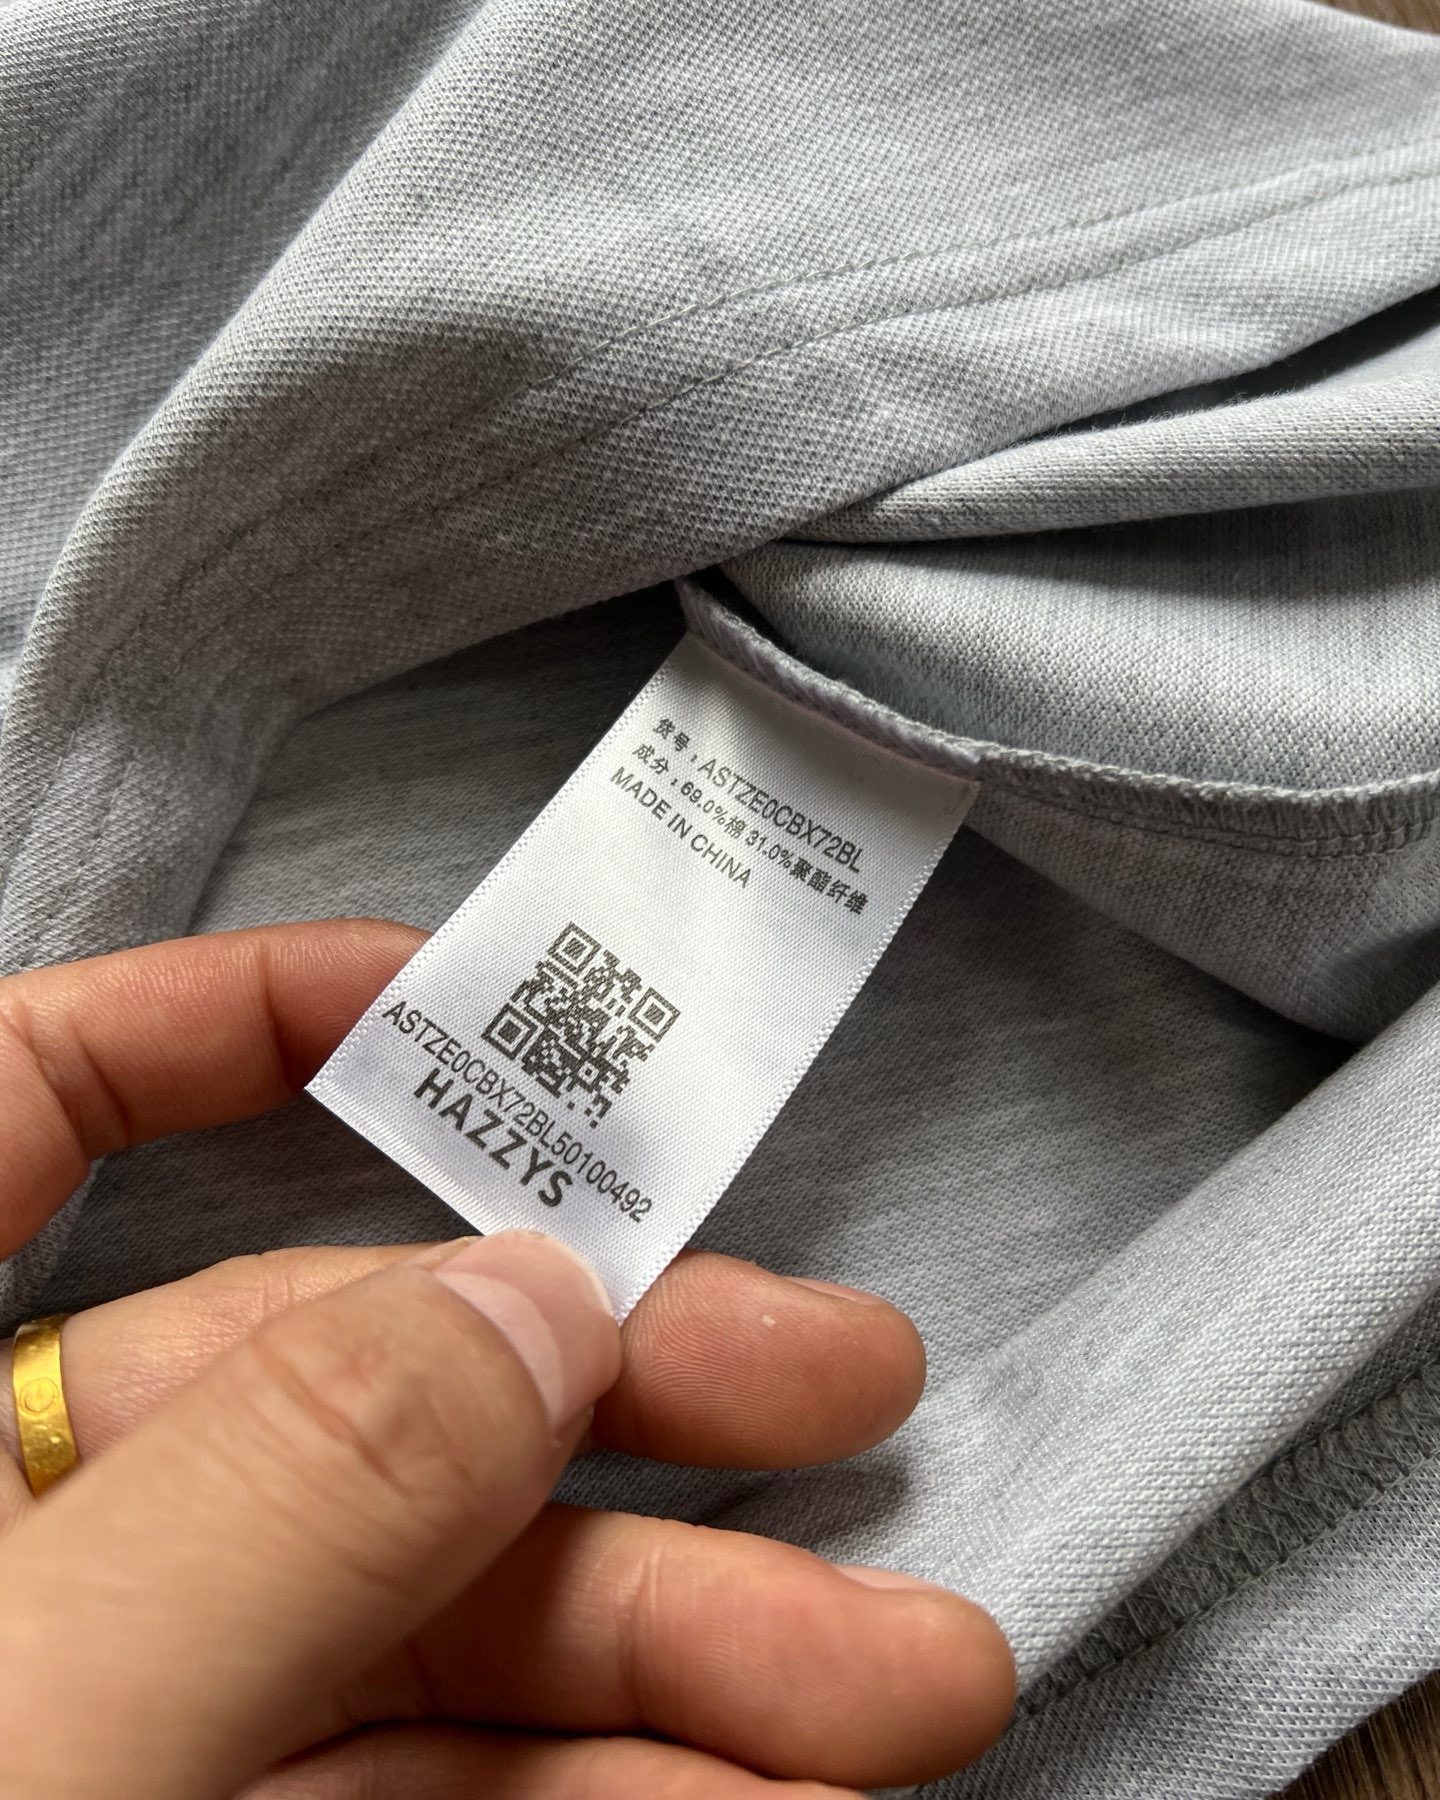 货号：ASTZE0CBX72BL
成分：69.0%棉 31.0%聚酯纤维
MADE IN CHINA
ASTZE0CBX72BL50100492
HAZZYS